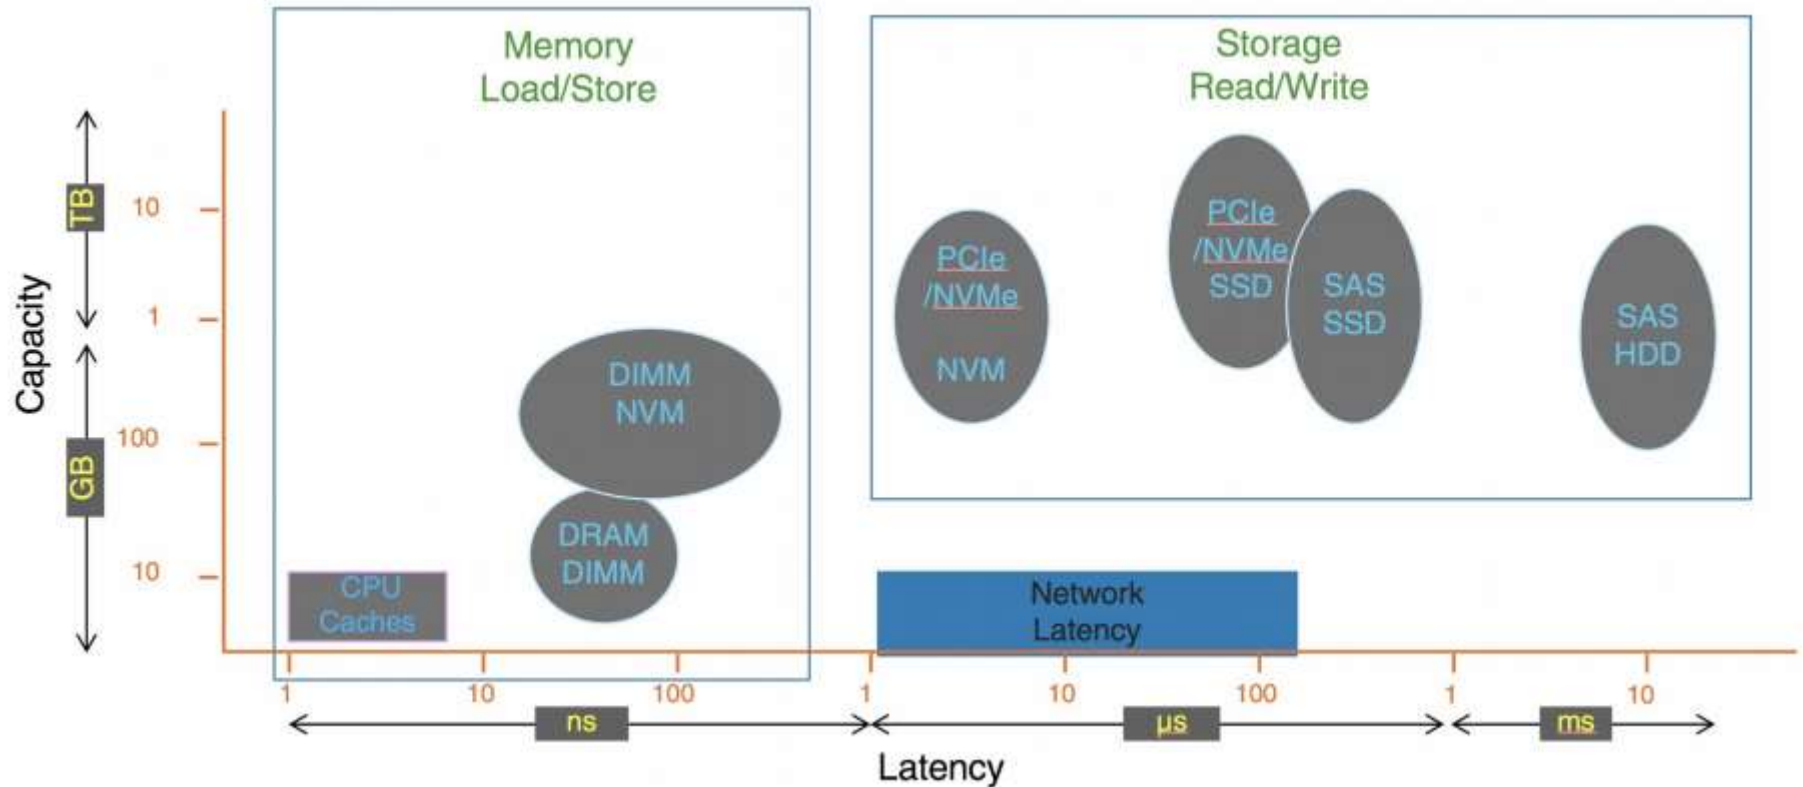 Memory
Load/Store
Storage
Read/Write
Capacity
TB
GB
10
1
100
10
PCIe
/NVMe
NVM
PCIe
/NVMe
SSD
SAS
SSD
SAS
HDD
DIMM
NVM
DRAM
DIMM
CPU
Caches
Network
Latency
1
10
100
1
10
100
1
10
ns
µs
ms
Latency